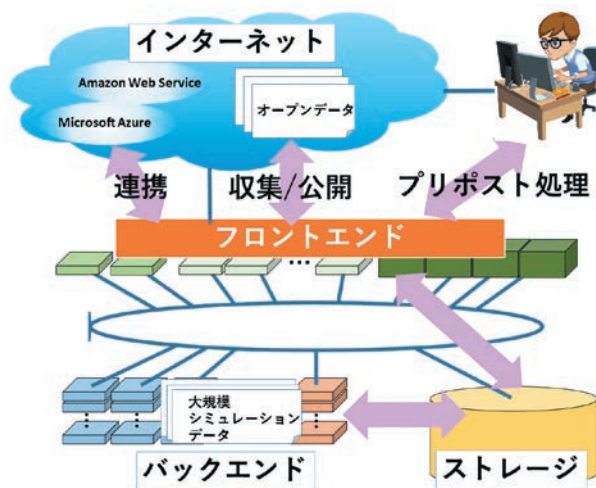 インターネット
Amazon Web Service
Microsoft Azure
オープンデータ
連携
収集/公開
プリポスト処理
フロントエンド
...
大規模
シミュレーション
データ
バックエンド
ストレージ